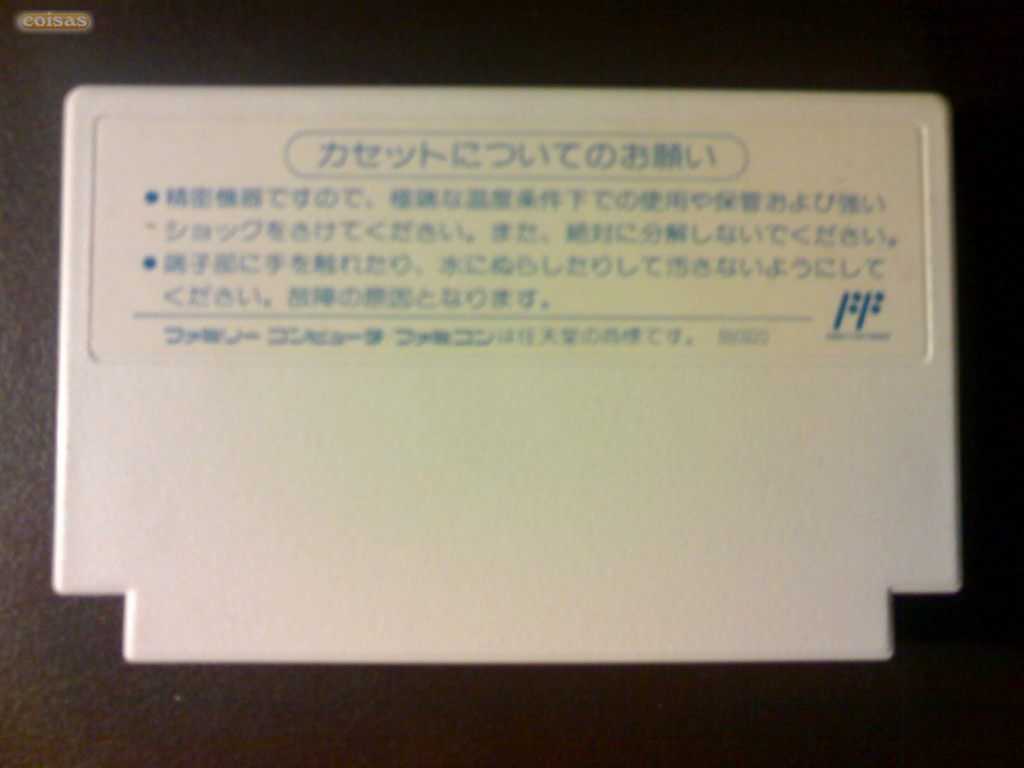 coisas
カセットについてのお願い
●精密機器ですので、極端な温度条件下での使用や保管および強い
ショックをさけてください。また、絶対に分解しないでください。
●端子部に手を触れたり、水にぬらしたりして汚さないようにして
ください。故障の原因となります。
ファミリーコンピュータ ファミコンは任天堂の商標です。